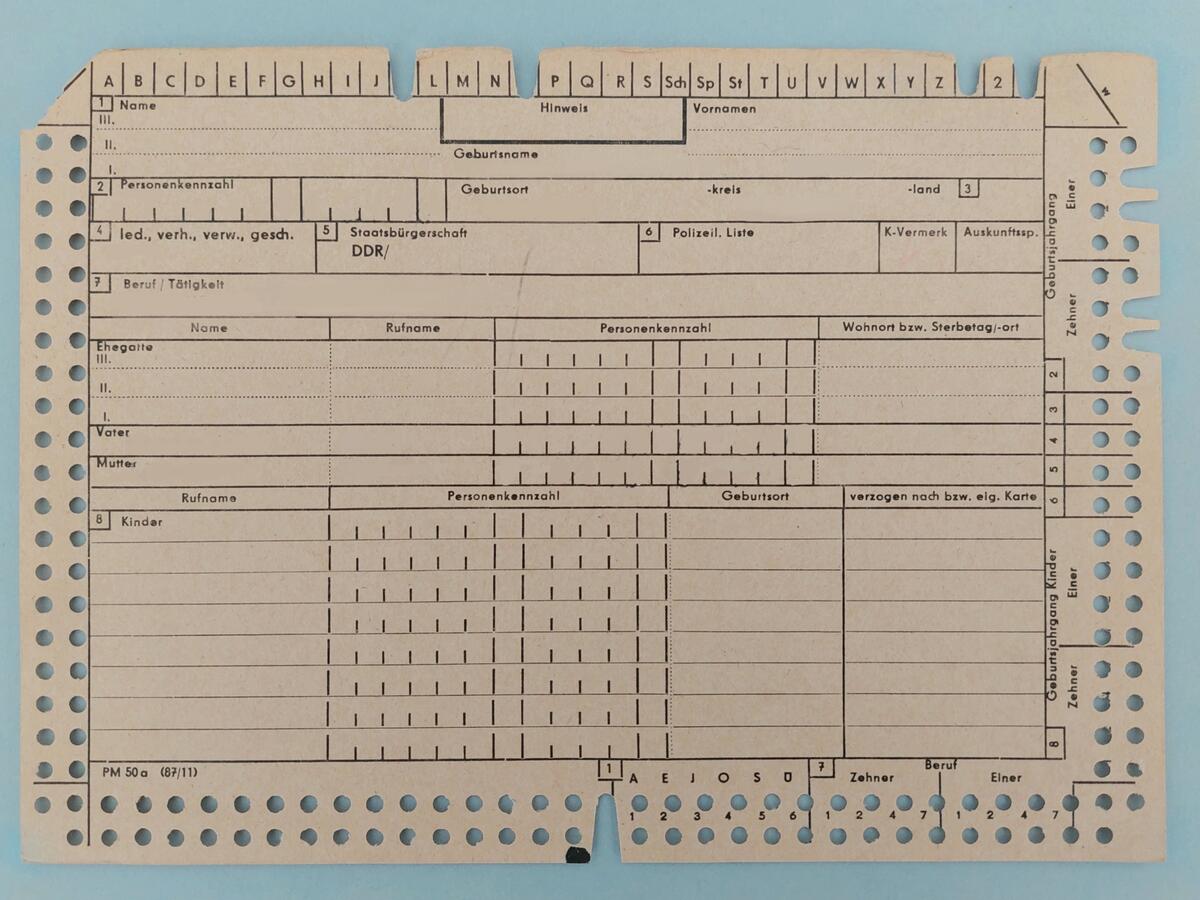 A B C D E F G H I J L M N P Q R S Sch Sp St T U V W X Y Z 2
w
1 Name Hinweis Vornamen
III.
II.
Geburtsname
I.
2 Personenkennzahl Geburtsort -kreis -land 3
4 led., verh., verw., gesch. 5 Staatsbürgerschaft 6 Polizeil. Liste K-Vermerk Auskunftssp.
DDR/
7 Beruf / Tätigkeit
Name Rufname Personenkennzahl Wohnort bzw. Sterbetag/-ort
Ehegatte
III.
II.
I.
Vater
Mutter
Rufname Personenkennzahl Geburtsort verzogen nach bzw. eig. Karte
8 Kinder
Geburtsjahrgang
Einer
Zehner
2
3
4
5
6
Geburtsjahrgang Kinder
Einer
Zehner
8
PM 50a (87/11)
1 A E J O S Ü 7 Zehner Beruf Einer
1 2 3 4 5 6 1 2 4 7 1 2 4 7